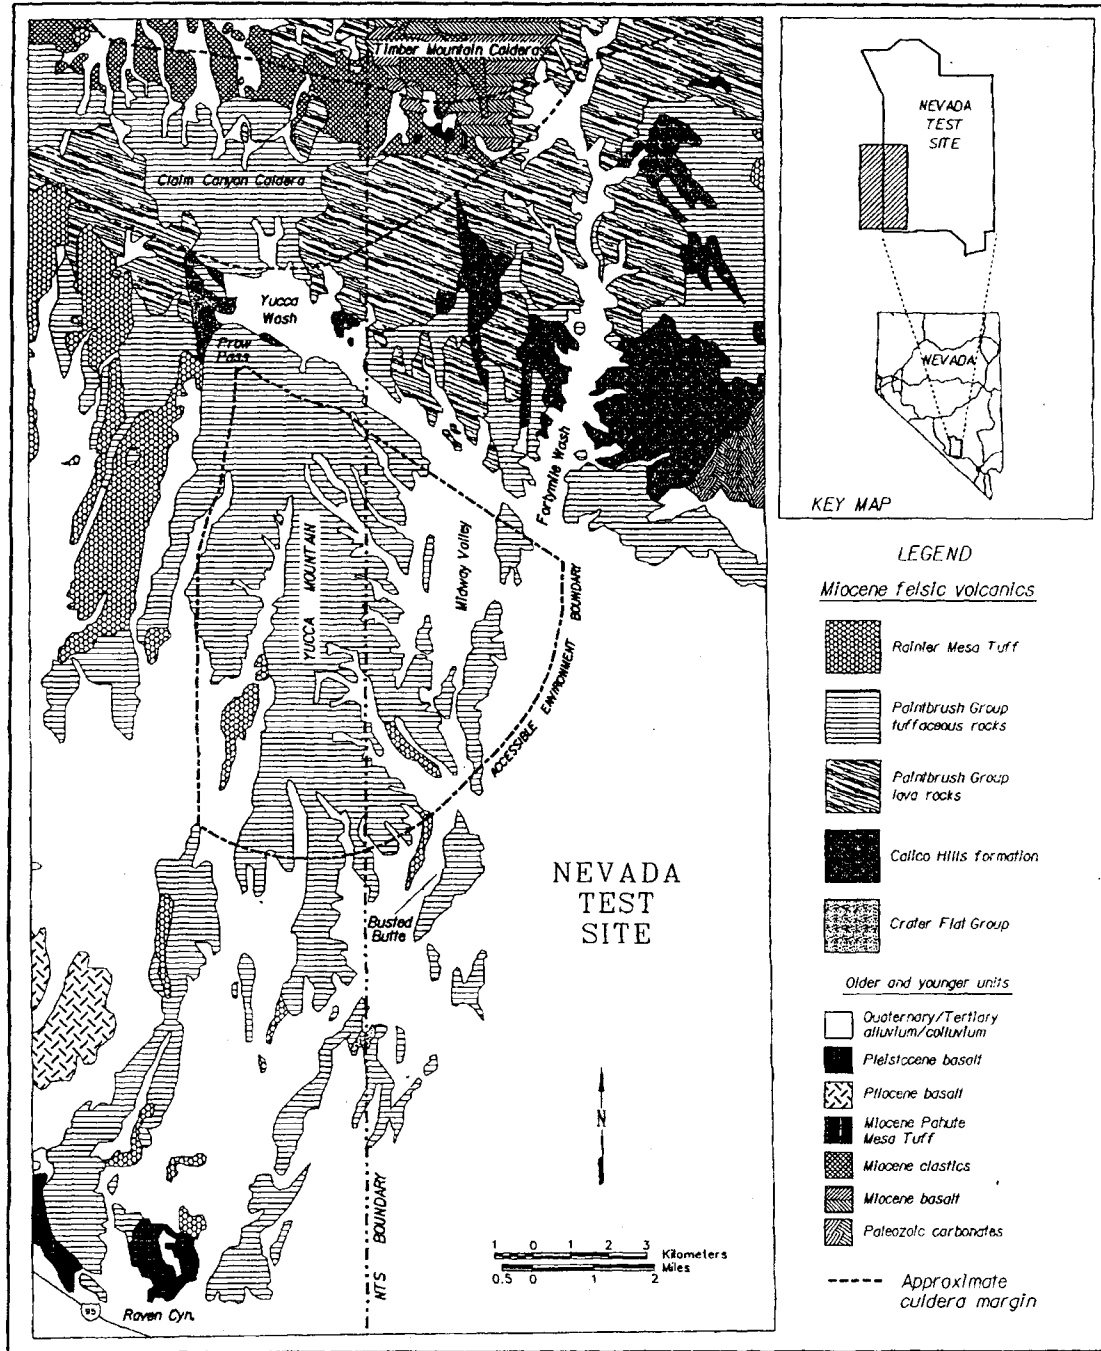 Timber Mountain Caldera
Claim Canyon Caldera
Yucca
Wash
Prow
Pass
Fortymile Wash
Midway Valley
YUCCA MOUNTAIN
ACCESSIBLE ENVIRONMENT BOUNDARY
Busted
Butte
NEVADA
TEST
SITE
N
NTS BOUNDARY
1 0 1 2 3 Kilometers
0.5 0 1 2 Miles
95
Raven Cyn.
NEVADA
TEST
SITE
NEVADA
KEY MAP
LEGEND
Miocene felsic volcanics
Rainier Mesa Tuff
Paintbrush Group
tuffaceous rocks
Paintbrush Group
lava rocks
Calico Hills formation
Crater Flat Group
Older and younger units
Quaternary/Tertiary
alluvium/colluvium
Pleistocene basalt
Pliocene basalt
Miocene Pahute
Mesa Tuff
Miocene clastics
Miocene basalt
Paleozoic carbonates
Approximate
culdera margin